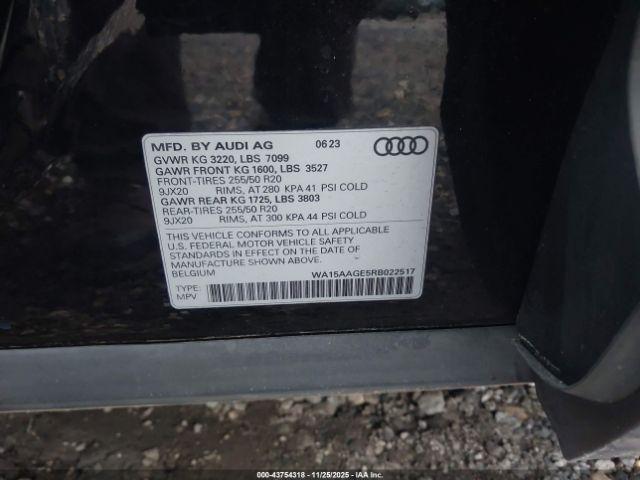 MFD. BY AUDI AG 06 23
GVWR KG 3220, LBS 7099
GAWR FRONT KG 1600, LBS 3527
FRONT-TIRES 255/50 R20
9JX20 RIMS, AT 280 KPA 41 PSI COLD
GAWR REAR KG 1725, LBS 3803
REAR-TIRES 255/50 R20
9JX20 RIMS, AT 300 KPA 44 PSI COLD
THIS VEHICLE CONFORMS TO ALL APPLICABLE
U.S. FEDERAL MOTOR VEHICLE SAFETY
STANDARDS IN EFFECT ON THE DATE OF
MANUFACTURE SHOWN ABOVE.
BELGIUM WA15AAGE5RB022517
TYPE:
MPV
000-43754318 - 11/25/2025 - IAAI.COM